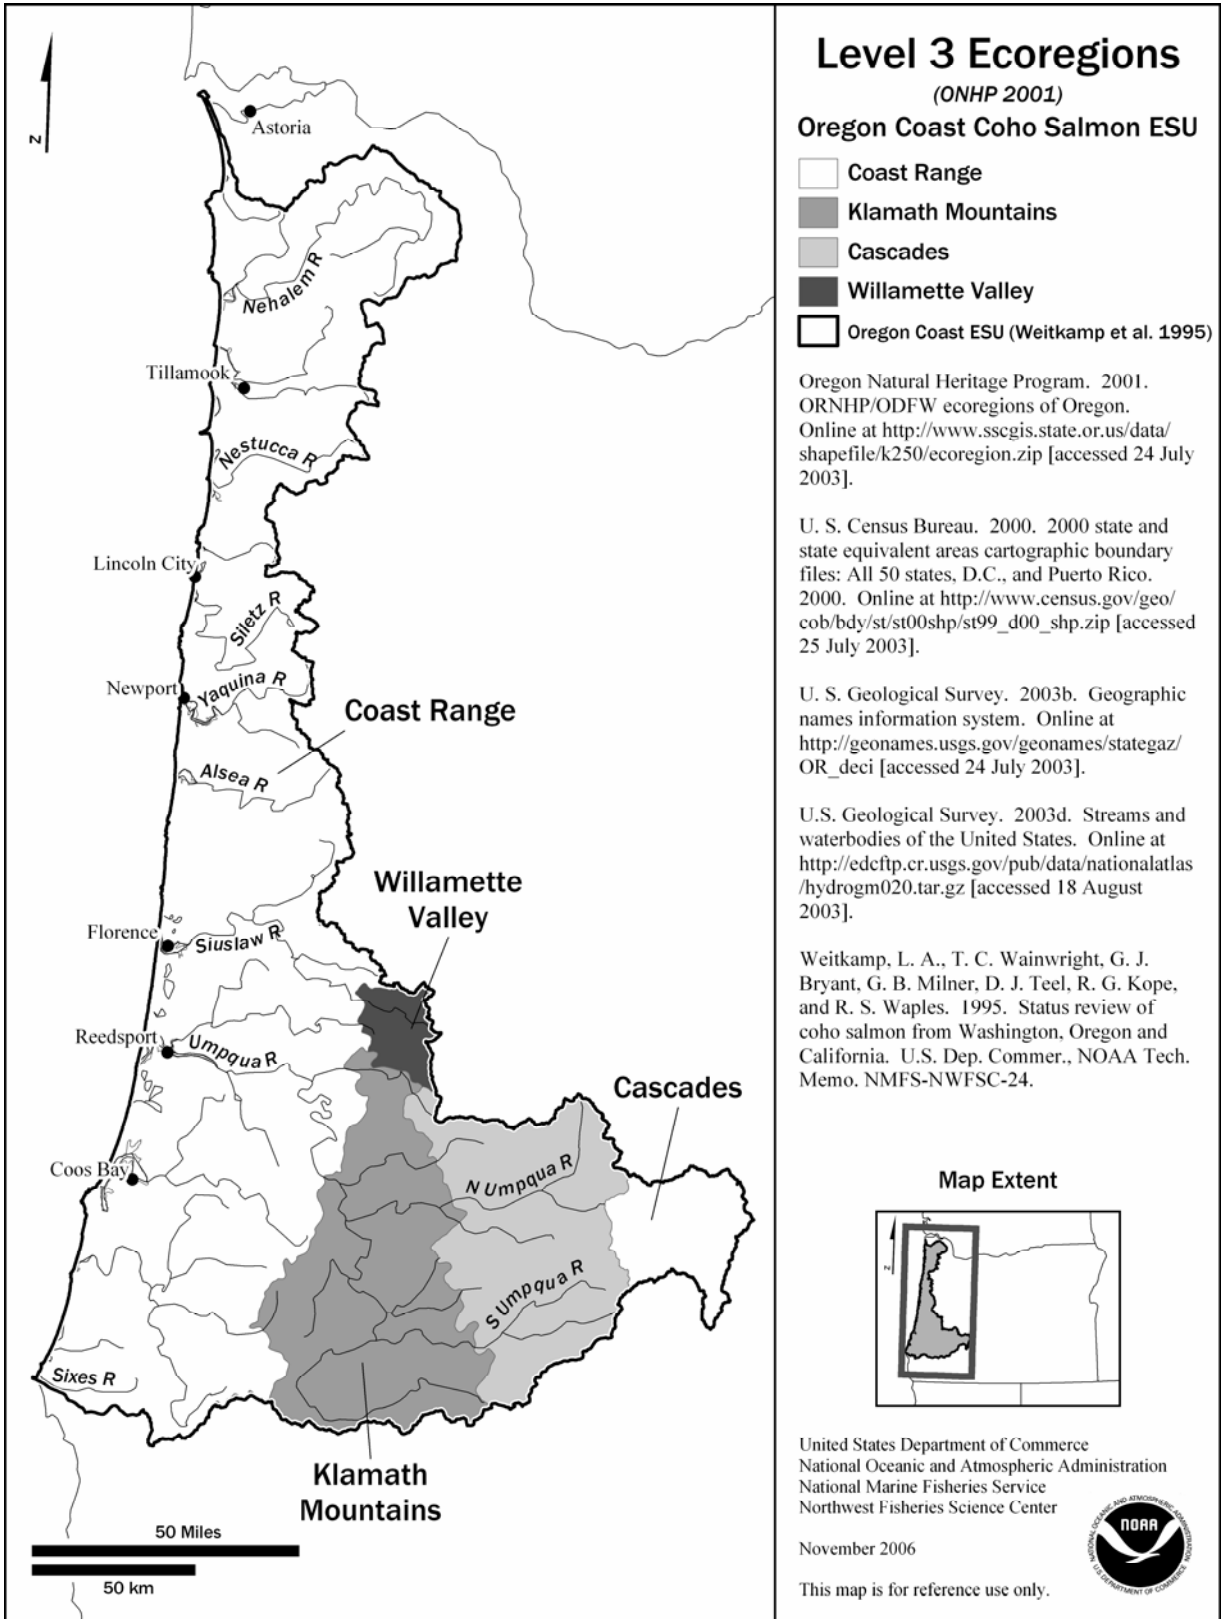 Level 3 Ecoregions
(ONHP 2001)
Oregon Coast Coho Salmon ESU
Coast Range
Klamath Mountains
Cascades
Willamette Valley
Oregon Coast ESU (Weitkamp et al. 1995)
Oregon Natural Heritage Program. 2001.
ORNHP/ODFW ecoregions of Oregon.
Online at http://www.sscgis.state.or.us/data/
shapefile/k250/ecoregion.zip [accessed 24 July
2003].
U. S. Census Bureau. 2000. 2000 state and
state equivalent areas cartographic boundary
files: All 50 states, D.C., and Puerto Rico.
2000. Online at http://www.census.gov/geo/
cob/bdy/st/st00shp/st99_d00_shp.zip [accessed
25 July 2003].
U. S. Geological Survey. 2003b. Geographic
names information system. Online at
http://geonames.usgs.gov/geonames/stategaz/
OR_deci [accessed 24 July 2003].
U.S. Geological Survey. 2003d. Streams and
waterbodies of the United States. Online at
http://edcftp.cr.usgs.gov/pub/data/nationalatlas
/hydrogm020.tar.gz [accessed 18 August
2003].
Weitkamp, L. A., T. C. Wainwright, G. J.
Bryant, G. B. Milner, D. J. Teel, R. G. Kope,
and R. S. Waples. 1995. Status review of
coho salmon from Washington, Oregon and
California. U.S. Dep. Commer., NOAA Tech.
Memo. NMFS-NWFSC-24.
Map Extent
N
United States Department of Commerce
National Oceanic and Atmospheric Administration
National Marine Fisheries Service
Northwest Fisheries Science Center
November 2006
This map is for reference use only.
NATIONAL OCEANIC AND ATMOSPHERIC ADMINISTRATION
NOAA
U.S. DEPARTMENT OF COMMERCE
N
Astoria
Nehalem R
Tillamook
Nestucca R
Lincoln City
Siletz R
Newport
Yaquina R
Coast Range
Alsea R
Willamette
Valley
Florence
Siuslaw R
Reedsport
Umpqua R
Cascades
Coos Bay
N Umpqua R
S Umpqua R
Sixes R
Klamath
Mountains
50 Miles
50 km